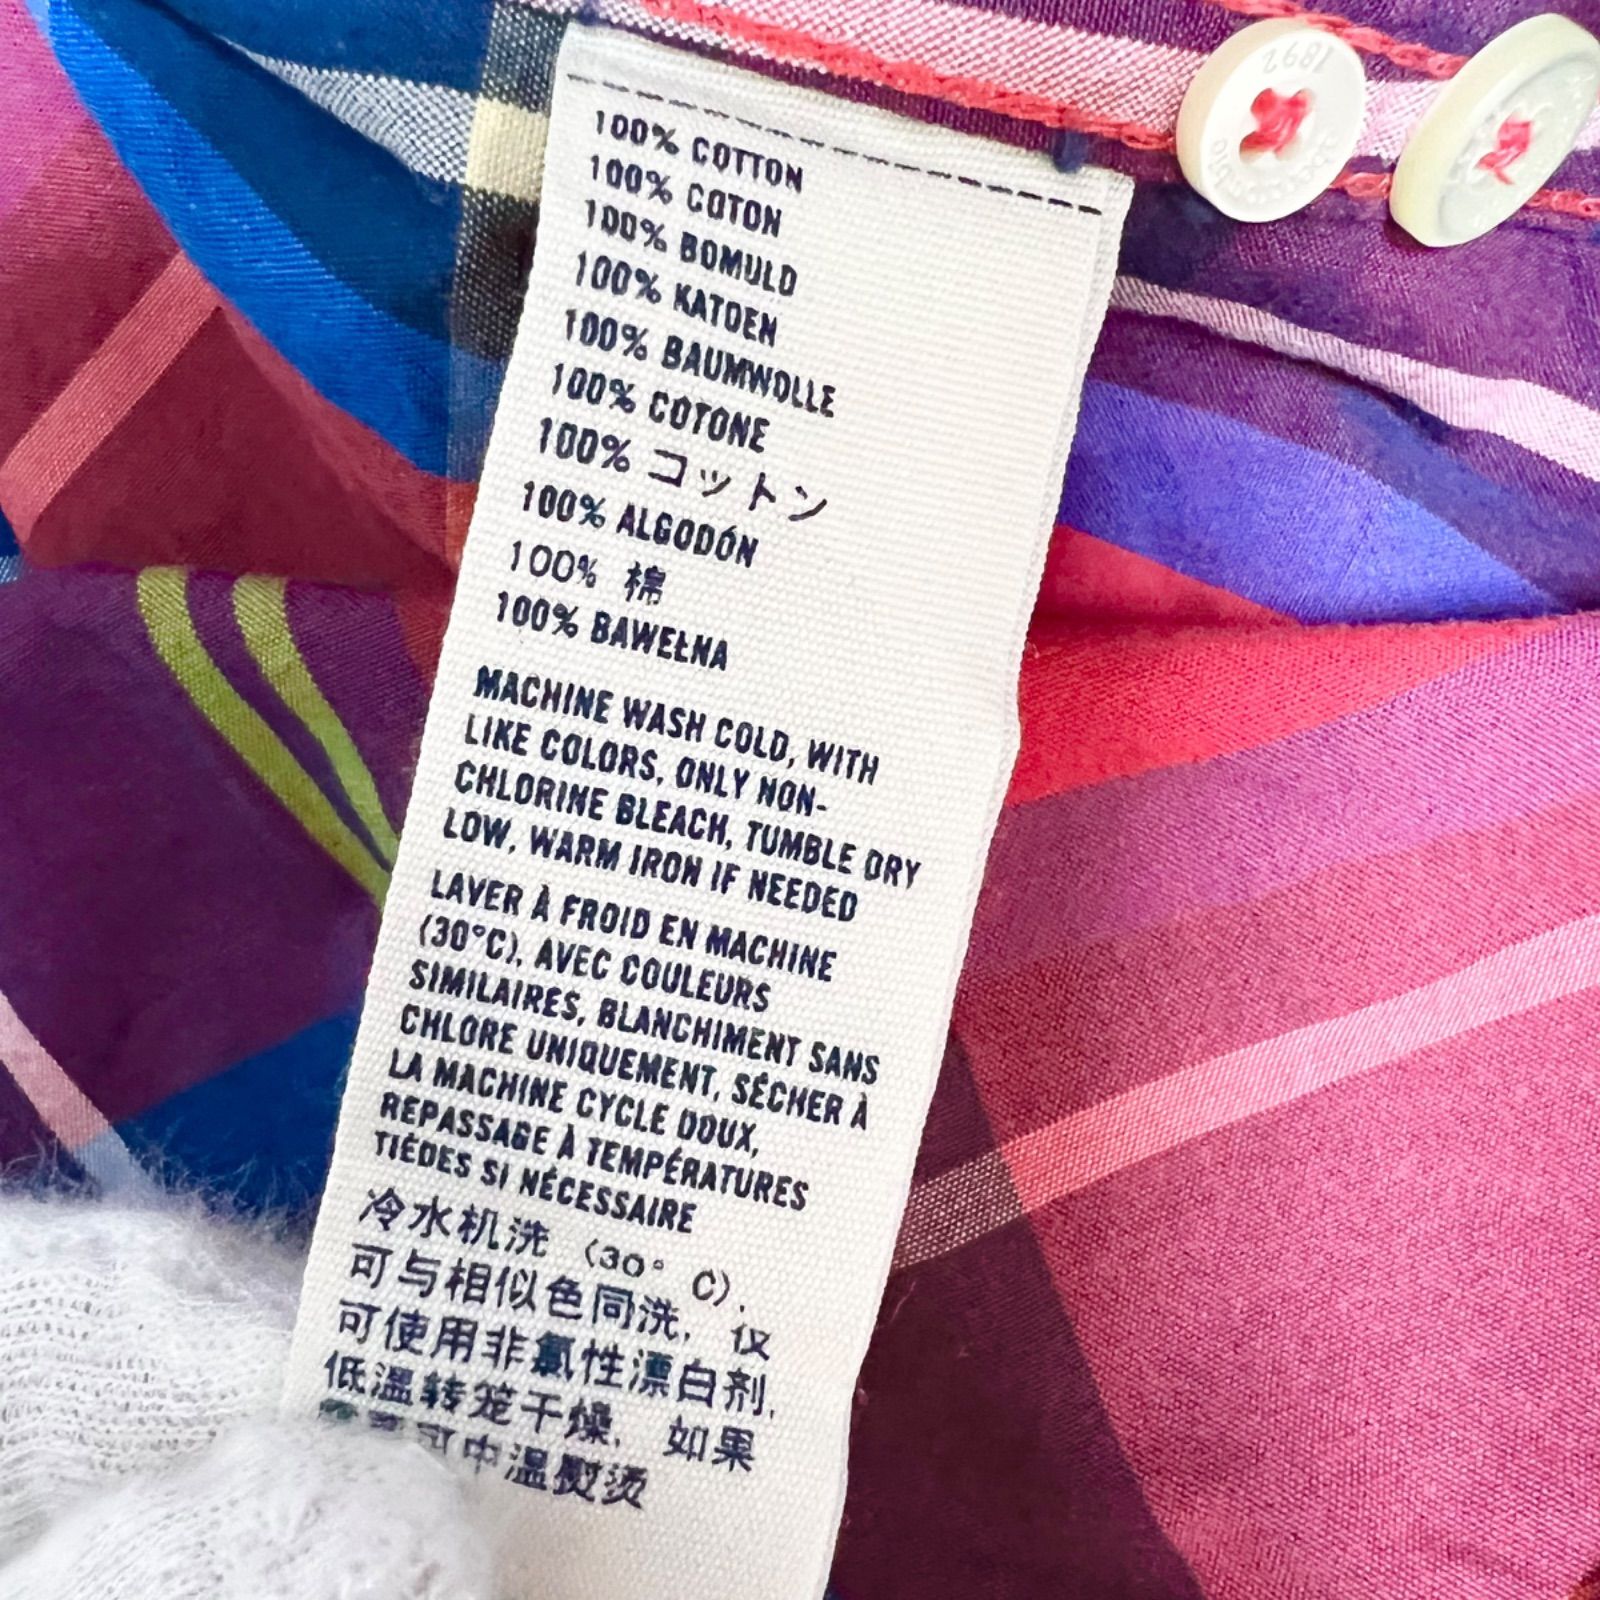 100% COTTON
100% COTON
100% BOMULD
100% KATOEN
100% BAUMWOLLE
100% COTONE
100% コットン
100% ALGODÓN
100% 棉
100% BAWEŁNA
MACHINE WASH COLD, WITH
LIKE COLORS, ONLY NON-
CHLORINE BLEACH, TUMBLE DRY
LOW, WARM IRON IF NEEDED
LAVER À FROID EN MACHINE
(30°C), AVEC COULEURS
SIMILAIRES, BLANCHIMENT SANS
CHLORE UNIQUEMENT, SÉCHER À
LA MACHINE CYCLE DOUX,
REPASSAGE À TEMPÉRATURES
TIÉDES SI NÉCESSAIRE
冷水机洗 (30° C),
可与相似色同洗, 仅
可使用非氯性漂白剂,
低温转笼干燥, 如果
可中温熨烫
1892